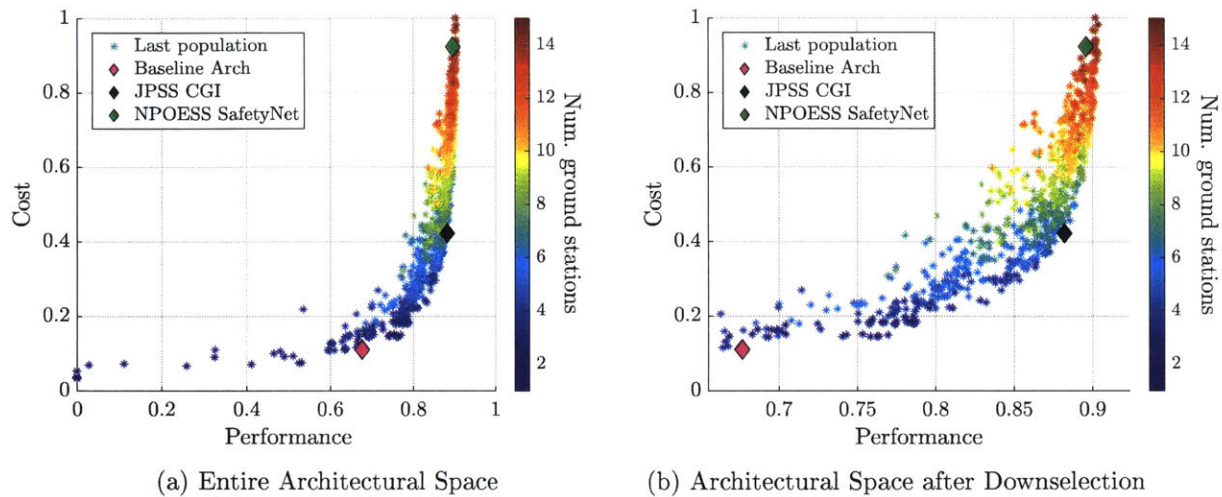 1
0.8
0.6
0.4
0.2
0
Cost
0
0.2
0.4
0.6
0.8
1
Performance
Last population
Baseline Arch
JPSS CGI
NPOESS SafetyNet
14
12
10
8
6
4
2
Num. ground stations
(a) Entire Architectural Space
1
0.8
0.6
0.4
0.2
0
Cost
0.7
0.75
0.8
0.85
0.9
Performance
Last population
Baseline Arch
JPSS CGI
NPOESS SafetyNet
14
12
10
8
6
4
2
Num. ground stations
(b) Architectural Space after Downselection